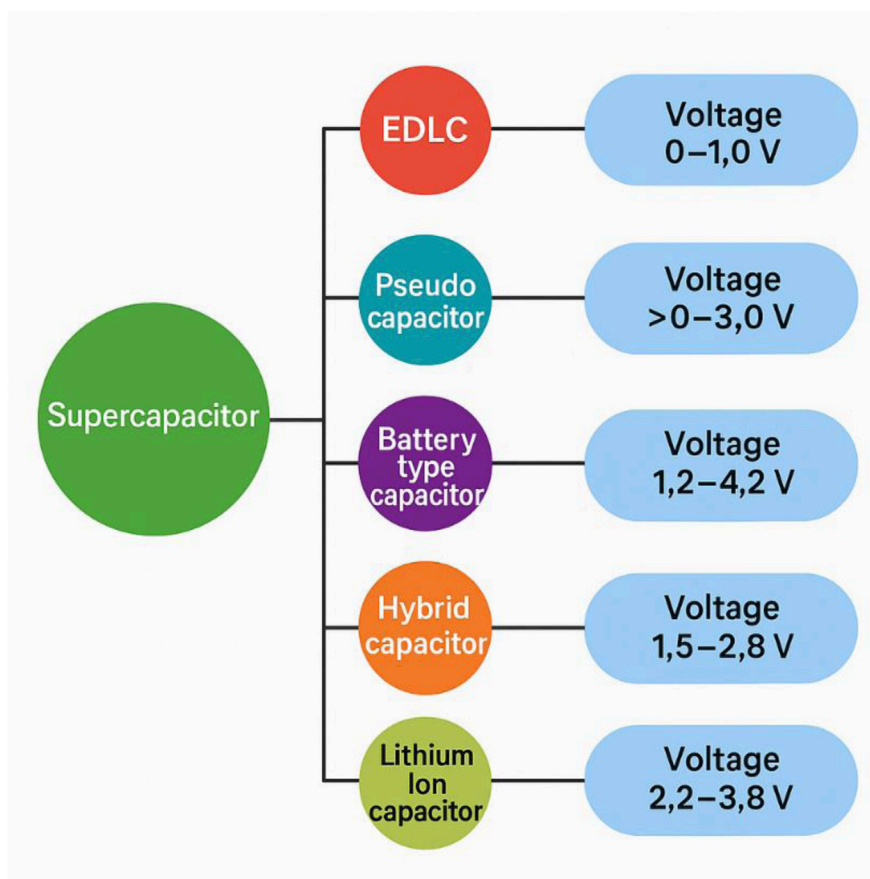 Supercapacitor
EDLC
Voltage
0–1,0 V
Pseudo
capacitor
Voltage
>0–3,0 V
Battery
type
capacitor
Voltage
1,2–4,2 V
Hybrid
capacitor
Voltage
1,5–2,8 V
Lithium
Ion
capacitor
Voltage
2,2–3,8 V